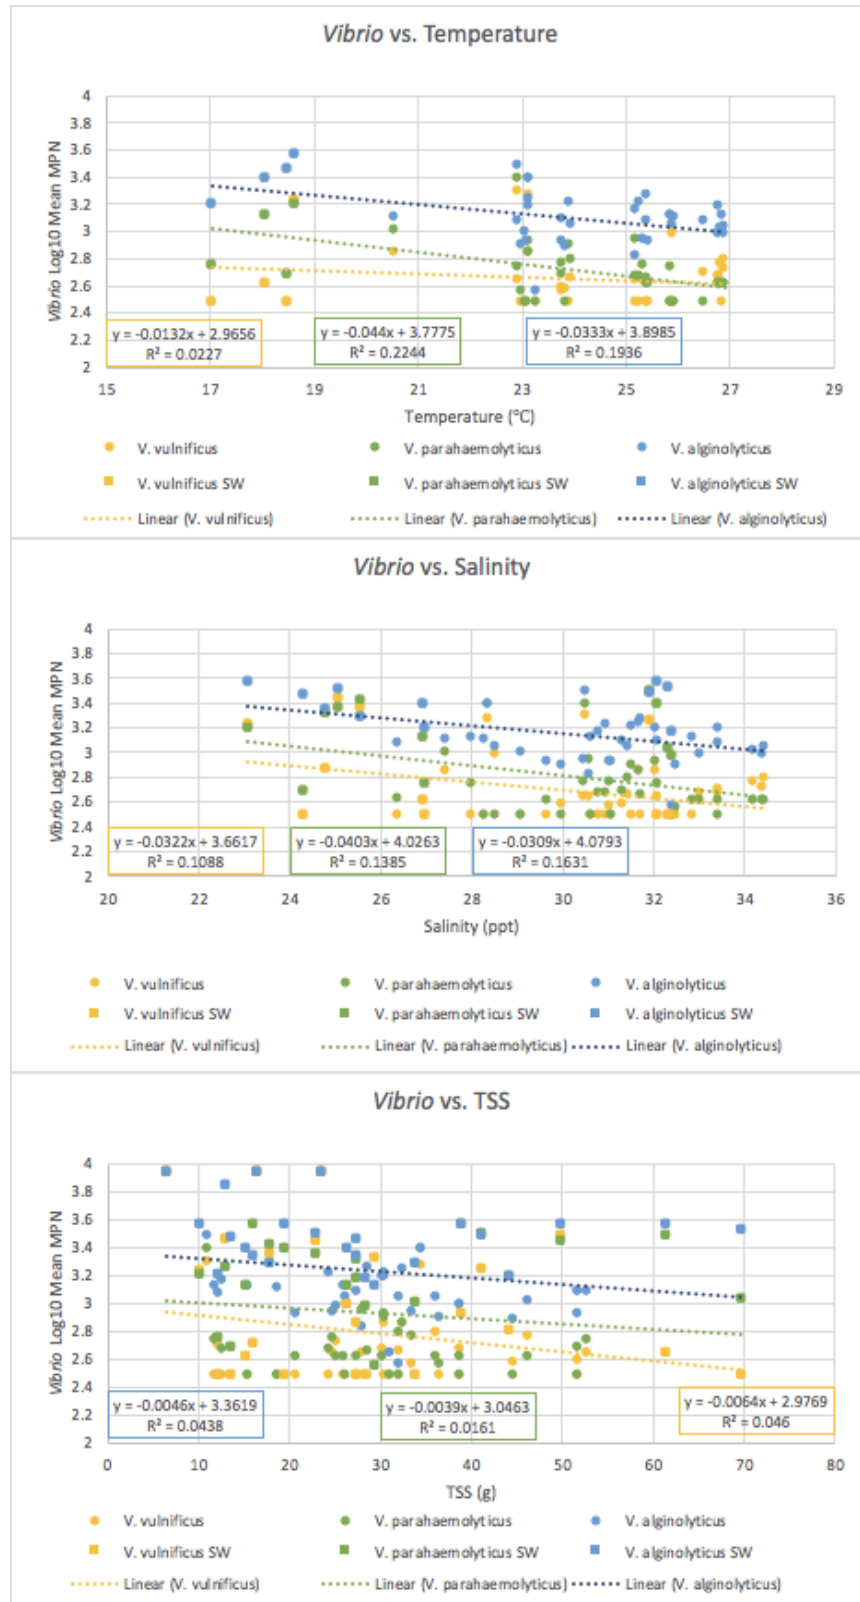 Vibrio vs. Temperature
Vibrio Log10 Mean MPN
4
3.8
3.6
3.4
3.2
3
2.8
2.6
2.4
2.2
2
y = -0.0132x + 2.9656
R² = 0.0227
y = -0.044x + 3.7775
R² = 0.2244
y = -0.0333x + 3.8985
R² = 0.1936
15 17 19 21 23 25 27 29
Temperature (°C)
V. vulnificus V. parahaemolyticus V. alginolyticus
V. vulnificus SW V. parahaemolyticus SW V. alginolyticus SW
Linear (V. vulnificus) Linear (V. parahaemolyticus) Linear (V. alginolyticus)
Vibrio vs. Salinity
Vibrio Log10 Mean MPN
4
3.8
3.6
3.4
3.2
3
2.8
2.6
2.4
2.2
2
y = -0.0322x + 3.6617
R² = 0.1088
y = -0.0403x + 4.0263
R² = 0.1385
y = -0.0309x + 4.0793
R² = 0.1631
20 22 24 26 28 30 32 34 36
Salinity (ppt)
V. vulnificus V. parahaemolyticus V. alginolyticus
V. vulnificus SW V. parahaemolyticus SW V. alginolyticus SW
Linear (V. vulnificus) Linear (V. parahaemolyticus) Linear (V. alginolyticus)
Vibrio vs. TSS
Vibrio Log10 Mean MPN
4
3.8
3.6
3.4
3.2
3
2.8
2.6
2.4
2.2
2
y = -0.0046x + 3.3619
R² = 0.0438
y = -0.0039x + 3.0463
R² = 0.0161
y = -0.0064x + 2.9769
R² = 0.046
0 10 20 30 40 50 60 70 80
TSS (g)
V. vulnificus V. parahaemolyticus V. alginolyticus
V. vulnificus SW V. parahaemolyticus SW V. alginolyticus SW
Linear (V. vulnificus) Linear (V. parahaemolyticus) Linear (V. alginolyticus)